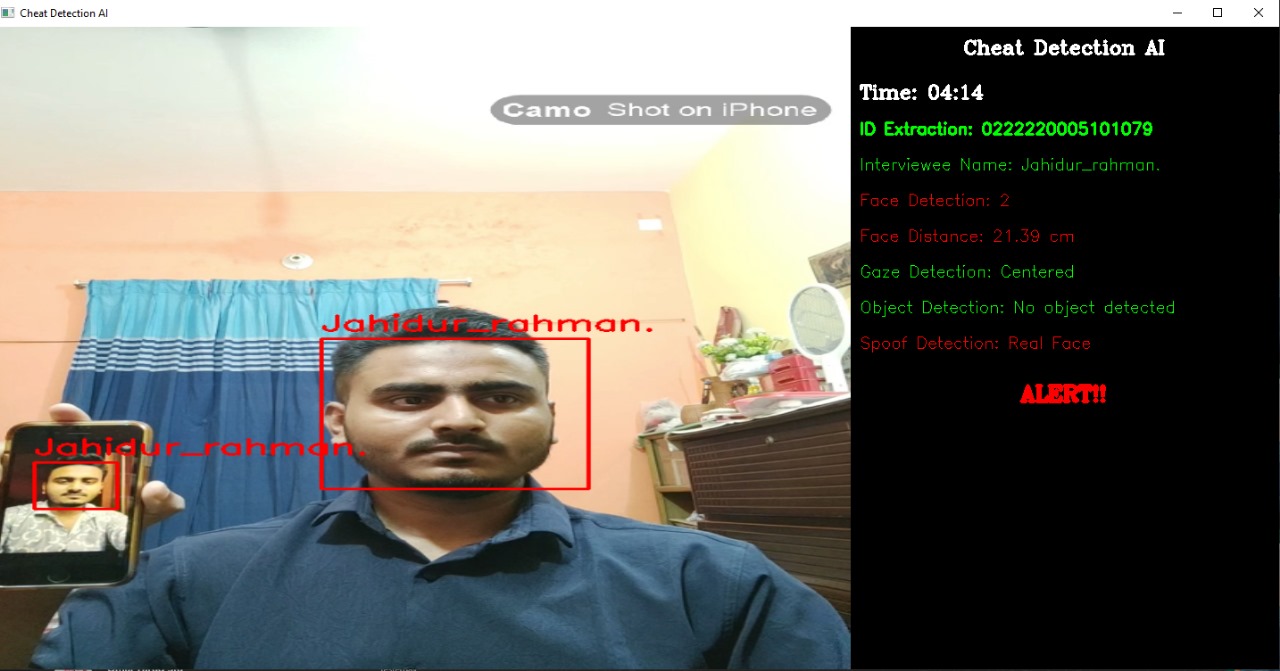 Cheat Detection AI
Camo Shot on iPhone
Jahidur_rahman.
Jahidur_rahman.
Cheat Detection AI
Time: 04:14
ID Extraction: 0222220005101079
Interviewee Name: Jahidur_rahman.
Face Detection: 2
Face Distance: 21.39 cm
Gaze Detection: Centered
Object Detection: No object detected
Spoof Detection: Real Face
ALERT!!